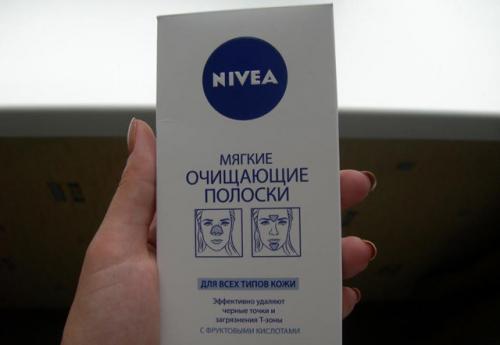 NIVEA
МЯГКИЕ
ОЧИЩАЮЩИЕ
ПОЛОСКИ
ДЛЯ ВСЕХ ТИПОВ КОЖИ
Эффективно удаляют
черные точки и
загрязнения Т-зоны
С ФРУКТОВЫМИ КИСЛОТАМИ